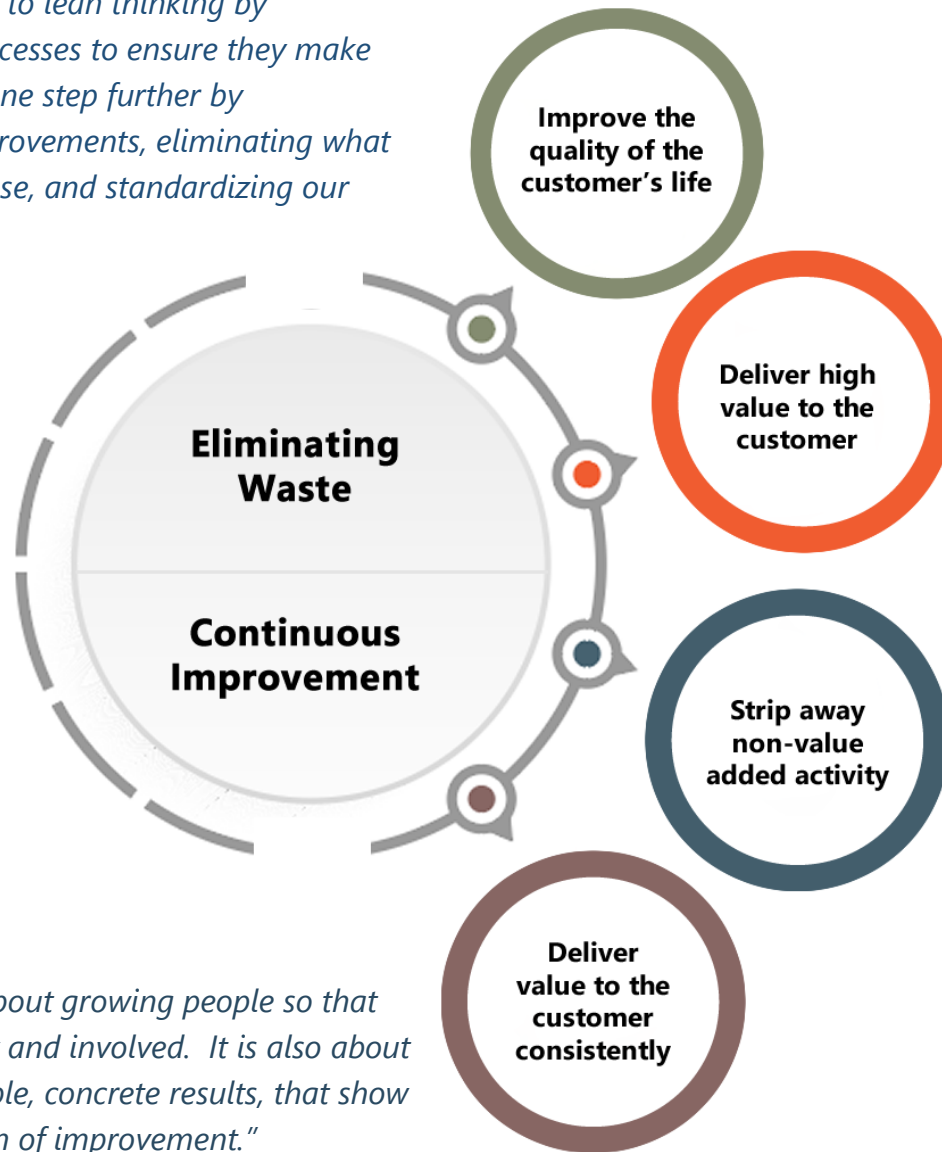 to lean thinking by
cesses to ensure they make
ne step further by
rovements, eliminating what
se, and standardizing our
Improve the
quality of the
customer's life
Deliver high
value to the
customer
Eliminating
Waste
Continuous
Improvement
Strip away
non-value
added activity
Deliver
value to the
customer
consistently
bout growing people so that
and involved.  It is also about
le, concrete results, that show
of improvement.”